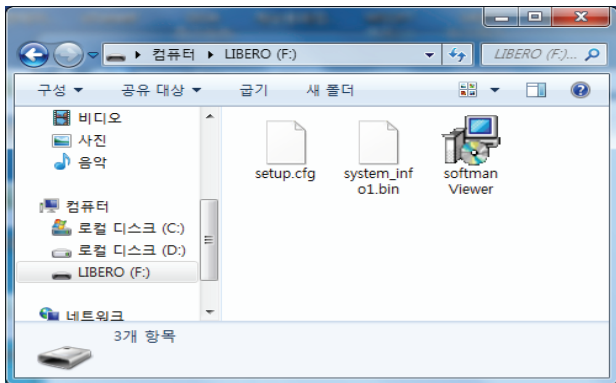 컴퓨터 ▸ LIBERO (F:)
LIBERO (F:)...
구성
공유 대상
굽기
새 폴더
비디오
사진
음악
컴퓨터
로컬 디스크 (C:)
로컬 디스크 (D:)
LIBERO (F:)
네트워크
setup.cfg
system_inf
o1.bin
softman
Viewer
3개 항목